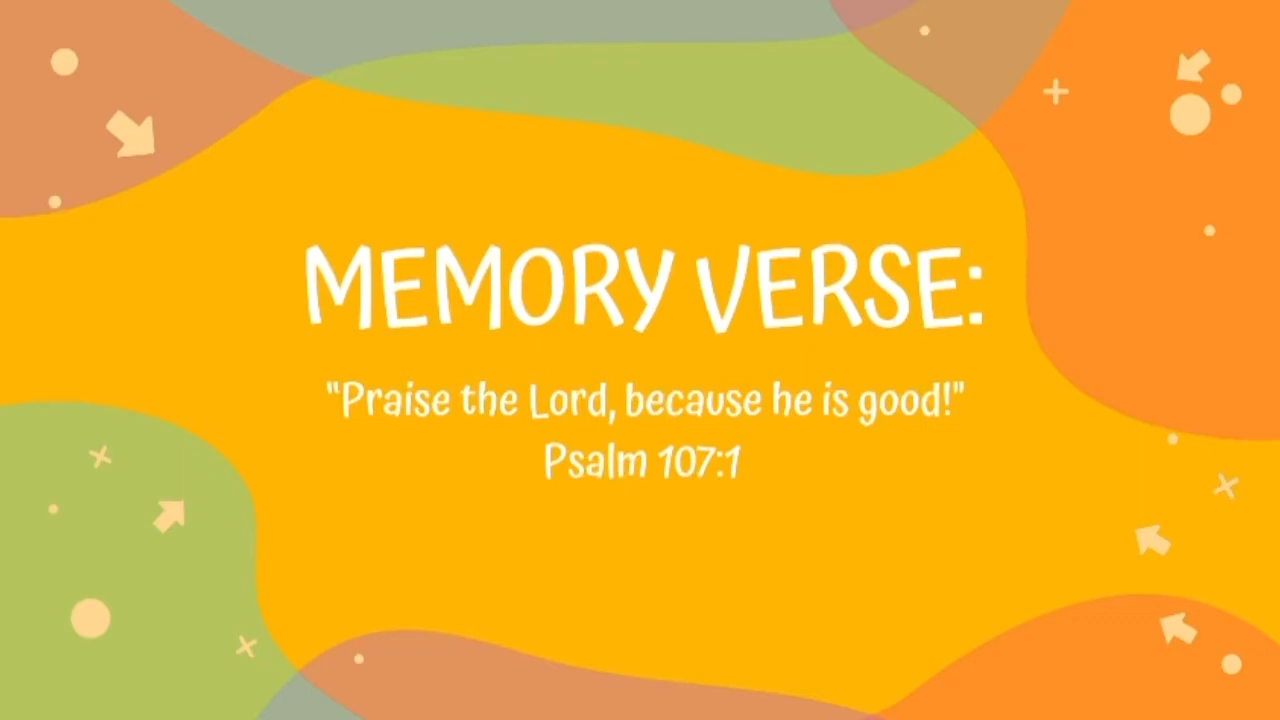 MEMORY VERSE:
"Praise the Lord, because he is good!"
Psalm 107:1